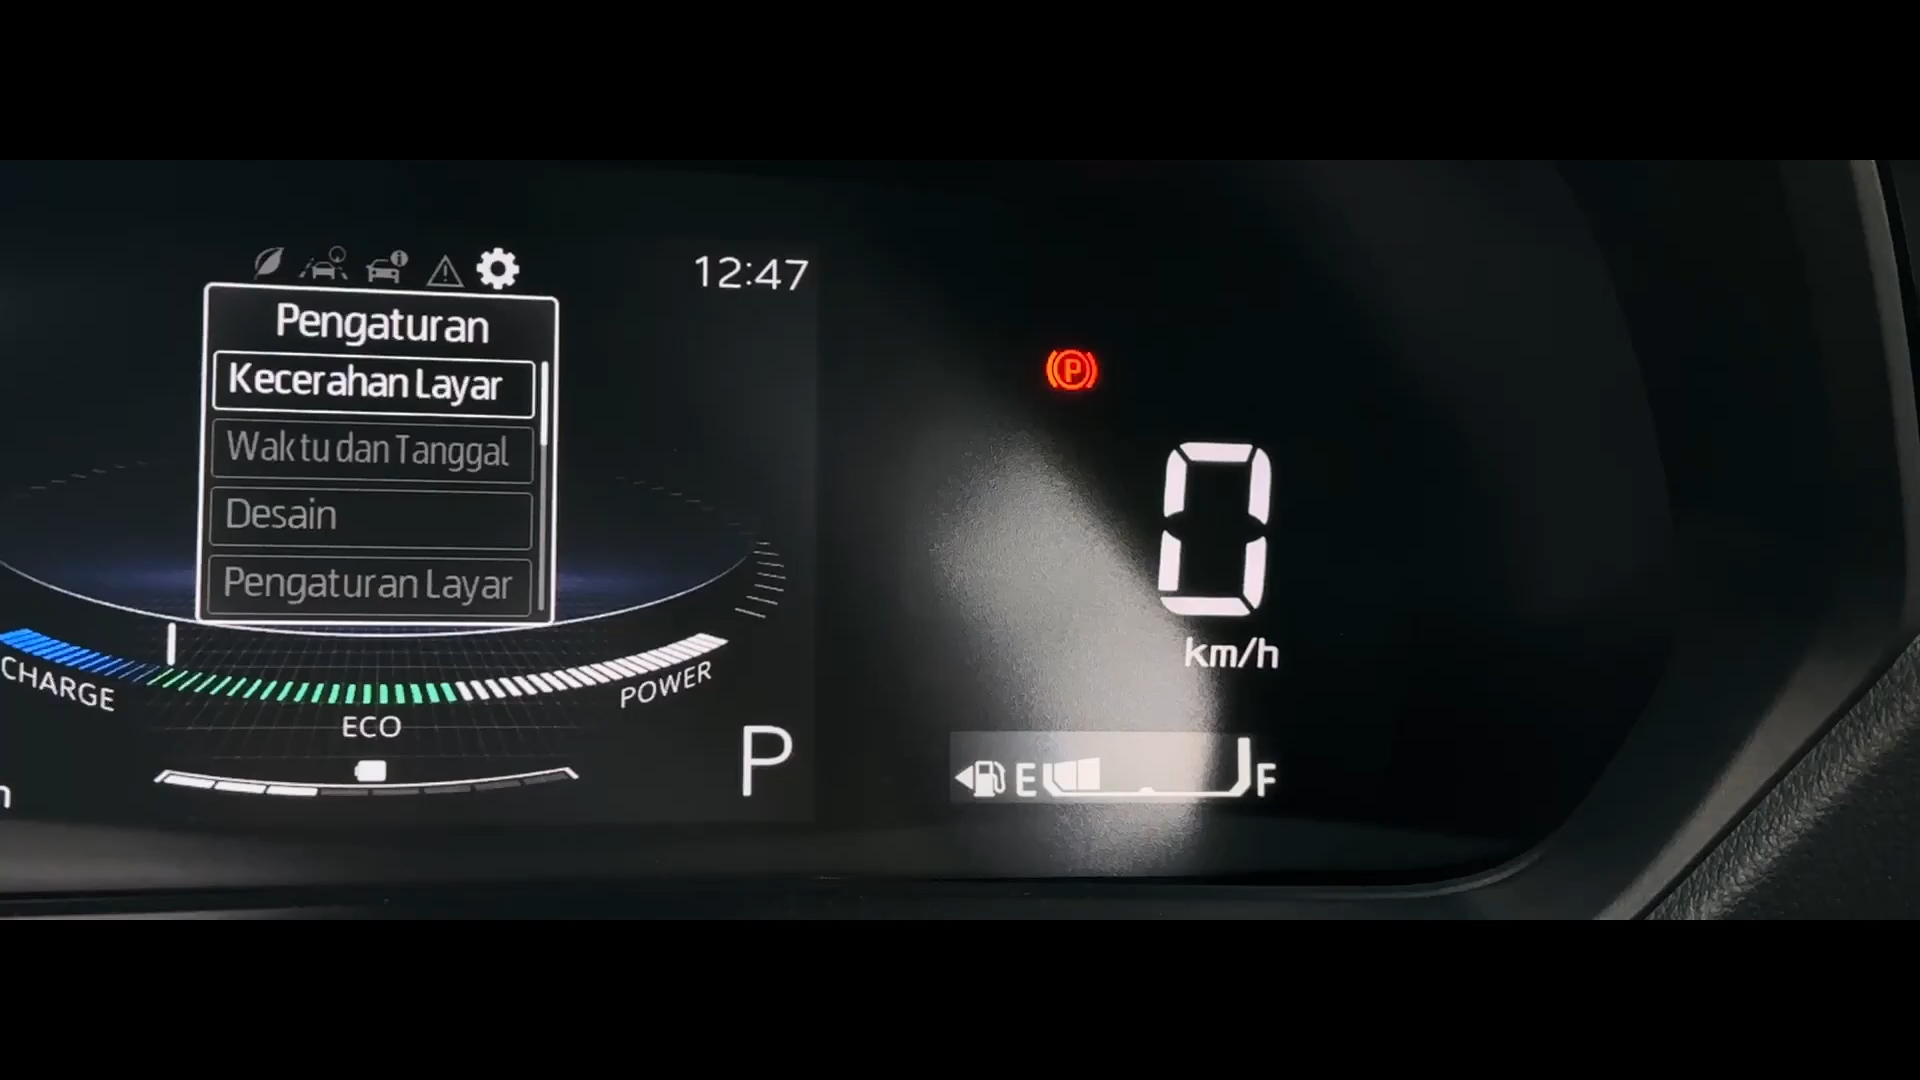 12:47
Pengaturan
Kecerahan Layar
Waktu dan Tanggal
Desain
Pengaturan Layar
P
0
km/h
CHARGE
ECO
POWER
P
E
F